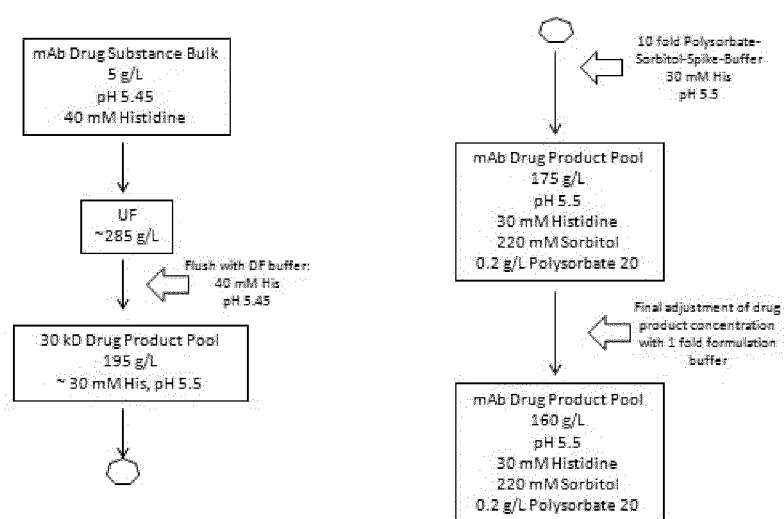 mAb Drug Substance Bulk
5 g/L
pH 5.45
40 mM Histidine
UF
~285 g/L
Flush with DF buffer:
40 mM His
pH 5.45
30 kD Drug Product Pool
195 g/L
~ 30 mM His, pH 5.5
10 fold Polysorbate-
Sorbitol-Spike-Buffer
30 mM His
pH 5.5
mAb Drug Product Pool
175 g/L
pH 5.5
30 mM Histidine
220 mM Sorbitol
0.2 g/L Polysorbate 20
Final adjustment of drug
product concentration
with 1 fold formulation
buffer
mAb Drug Product Pool
160 g/L
pH 5.5
30 mM Histidine
220 mM Sorbitol
0.2 g/L Polysorbate 20